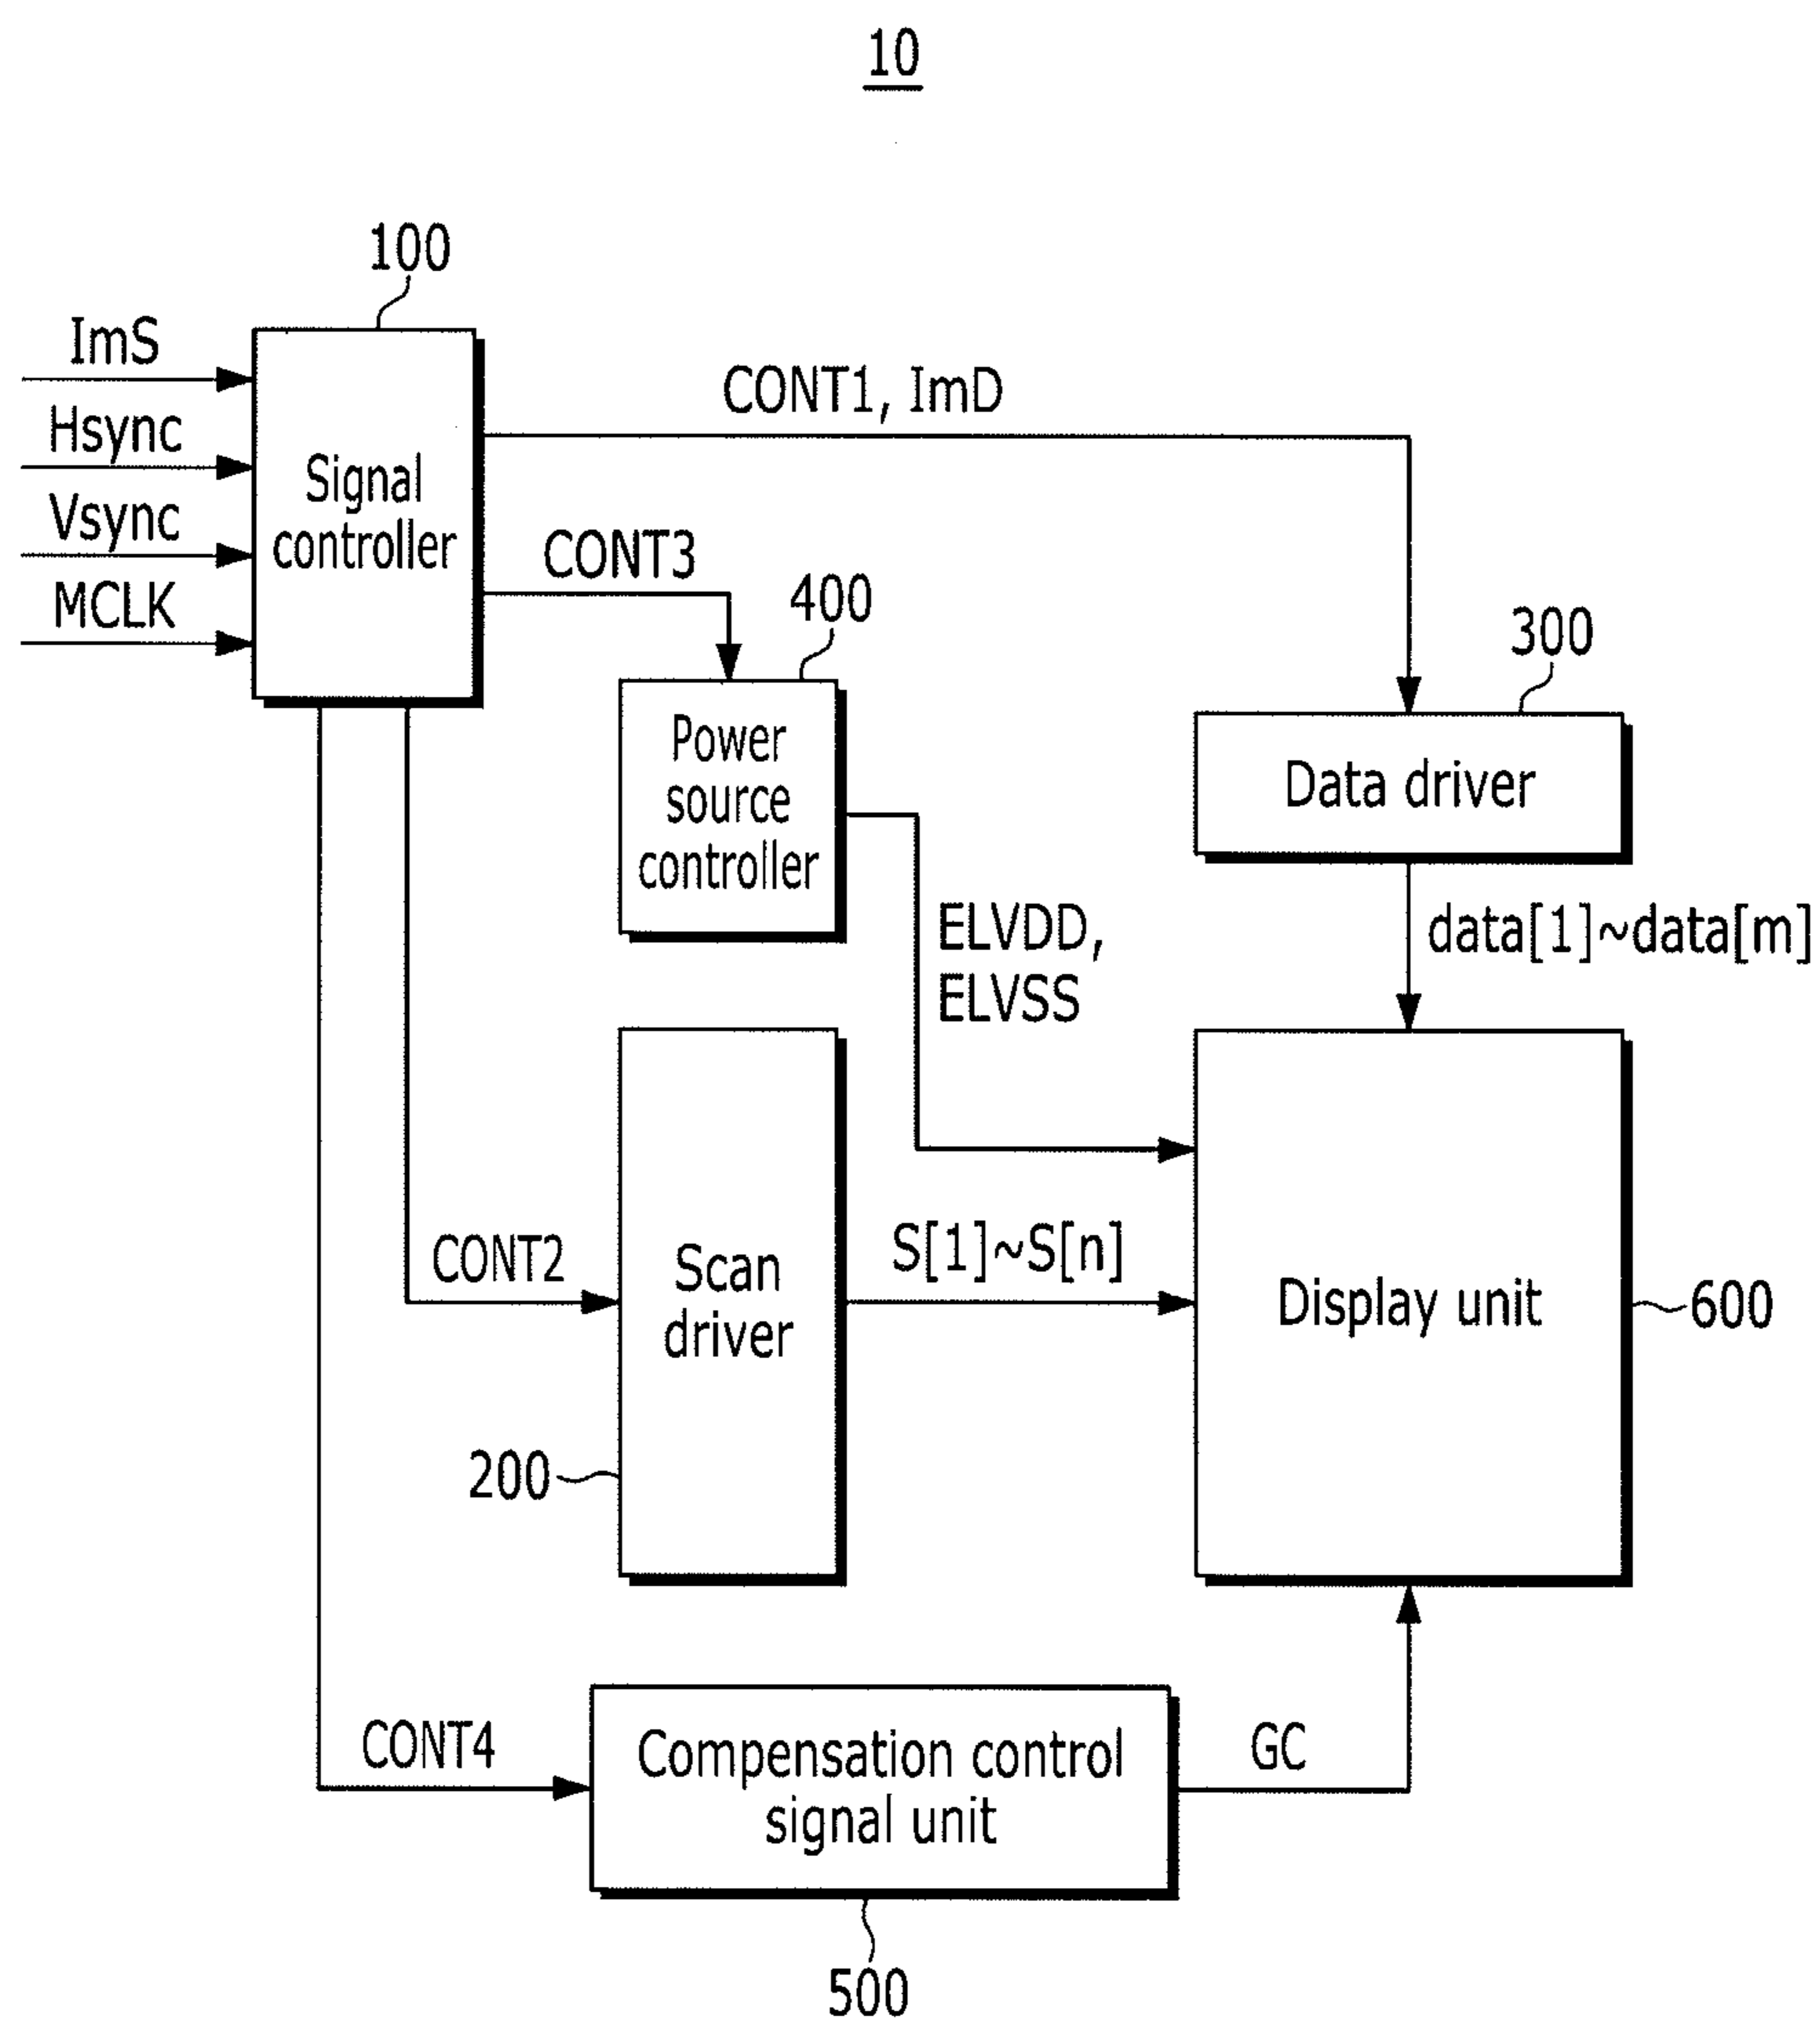 10
100
ImS
Hsync
Vsync
MCLK
Signal
controller
CONT1, ImD
CONT3
400
300
Power
source
controller
Data driver
ELVDD,
ELVSS
data[1]~data[m]
CONT2
Scan
driver
S[1]~S[n]
Display unit
600
200
CONT4
Compensation control
signal unit
GC
500